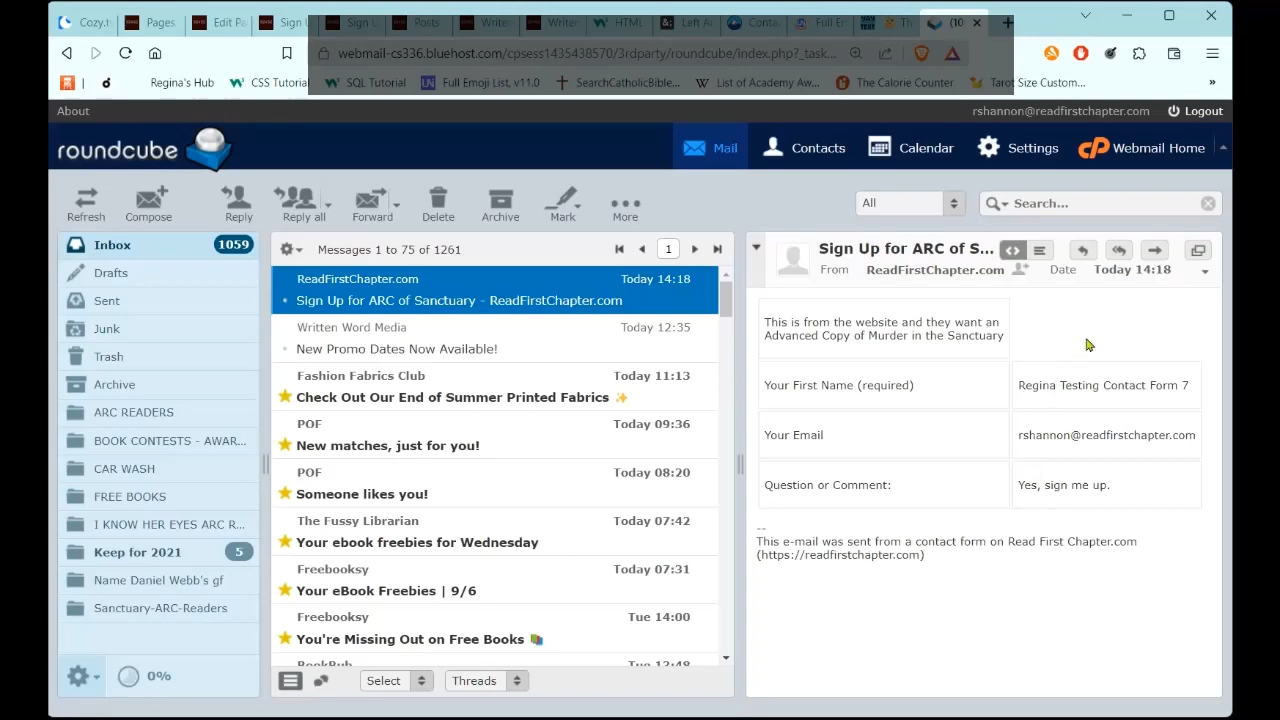 Cozy.t
Pages
Edit Pa
Sign U
Sign U
Posts
Writer
Writer
HTML
Left A
Conta
Full E
Th
(10
webmail-cs336.bluehost.com/cpsess1435438570/3rdparty/roundcube/index.php?_task...
Regina's Hub
CSS Tutorial
SQL Tutorial
Full Emoji List, v11.0
SearchCatholicBible...
List of Academy Aw...
The Calorie Counter
Tarot Size Custom...
»
About
rshannon@readfirstchapter.com
Logout
roundcube
Mail
Contacts
Calendar
Settings
Webmail Home
Refresh
Compose
Reply
Reply all
Forward
Delete
Archive
Mark
More
All
Search...
Inbox 1059
Drafts
Sent
Junk
Trash
Archive
ARC READERS
BOOK CONTESTS - AWAR...
CAR WASH
FREE BOOKS
I KNOW HER EYES ARC R...
Keep for 2021 5
Name Daniel Webb's gf
Sanctuary-ARC-Readers
0%
Messages 1 to 75 of 1261
1
ReadFirstChapter.com Today 14:18
Sign Up for ARC of Sanctuary - ReadFirstChapter.com
Written Word Media Today 12:35
New Promo Dates Now Available!
Fashion Fabrics Club Today 11:13
Check Out Our End of Summer Printed Fabrics ✨
POF Today 09:36
New matches, just for you!
POF Today 08:20
Someone likes you!
The Fussy Librarian Today 07:42
Your ebook freebies for Wednesday
Freebooksy Today 07:31
Your eBook Freebies | 9/6
Freebooksy Tue 14:00
You're Missing Out on Free Books 📚
BookBub Tue 12:48
Select
Threads
Sign Up for ARC of S...
From ReadFirstChapter.com Date Today 14:18
This is from the website and they want an
Advanced Copy of Murder in the Sanctuary
Your First Name (required) Regina Testing Contact Form 7
Your Email rshannon@readfirstchapter.com
Question or Comment: Yes, sign me up.
--
This e-mail was sent from a contact form on Read First Chapter.com
(https://readfirstchapter.com)